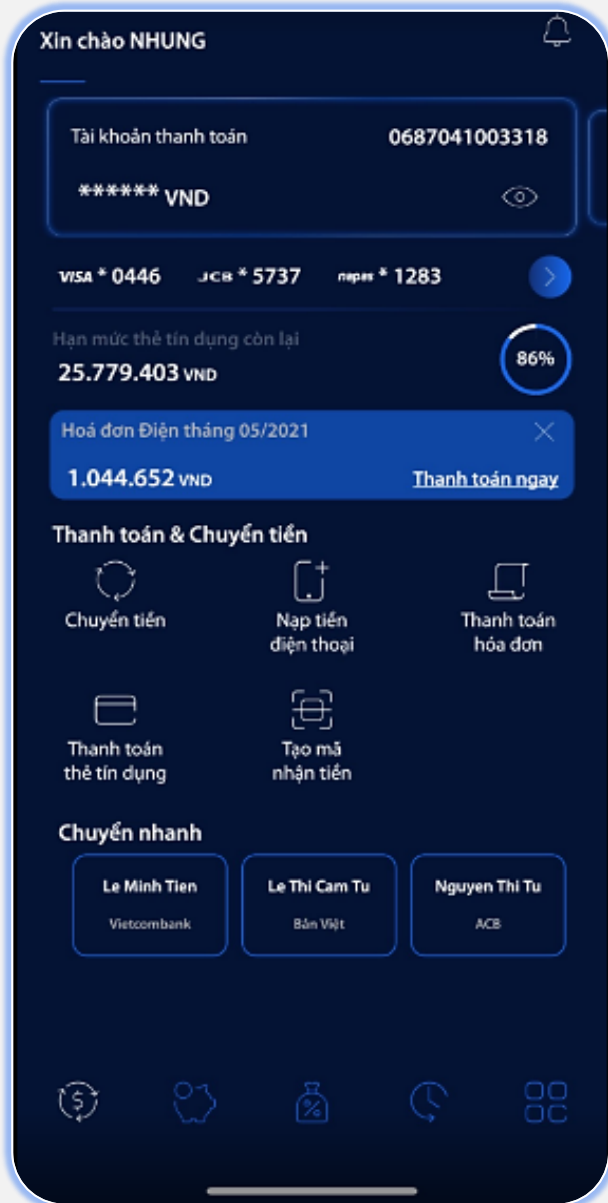 Xin chào NHUNG
Tài khoản thanh toán 0687041003318
****** VND
VISA * 0446 JCB * 5737 napas * 1283
Hạn mức thẻ tín dụng còn lại
25.779.403 VND 86%
Hoá đơn Điện tháng 05/2021
1.044.652 VND Thanh toán ngay
Thanh toán & Chuyển tiền
Chuyển tiền
Nạp tiền
điện thoại
Thanh toán
hóa đơn
Thanh toán
thẻ tín dụng
Tạo mã
nhận tiền
Chuyển nhanh
Le Minh Tien
Vietcombank
Le Thi Cam Tu
Bản Việt
Nguyen Thi Tu
ACB